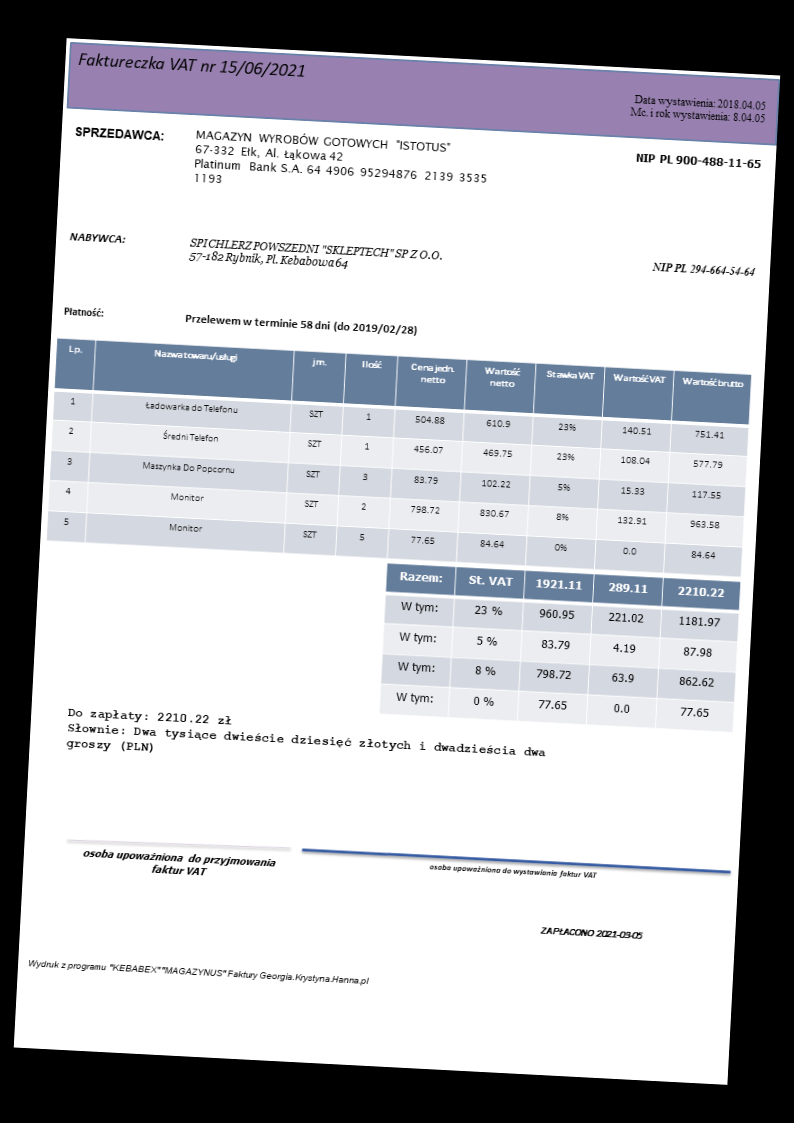 Faktureczka VAT nr 15/06/2021
Data wystawienia: 2018.04.05
Mc. i rok wystawienia: 8.04.05
SPRZEDAWCA:
MAGAZYN WYROBÓW GOTOWYCH "ISTOTUS"
67-332 Ełk, Al. Łąkowa 42
Platinum Bank S.A. 64 4906 95294876 2139 3535
1193
NIP PL 900-488-11-65
NABYWCA:
SPICHLERZ POWSZEDNI "SKLEPTECH" SP Z O.O.
57-182 Rybnik, Pl. Kebabowa 64
NIP PL 294-664-54-64
Płatność:
Przelewem w terminie 58 dni (do 2019/02/28)
Lp. Nazwa towaru/usługi jm. Ilość Cena jedn. netto Wartość netto Stawka VAT Wartość VAT Wartość brutto
1 Ładowarka do Telefonu SZT 1 504.88 610.9 23% 140.51 751.41
2 Średni Telefon SZT 1 456.07 469.75 23% 108.04 577.79
3 Maszynka Do Popcornu SZT 3 83.79 102.22 5% 15.33 117.55
4 Monitor SZT 2 798.72 830.67 8% 132.91 963.58
5 Monitor SZT 5 77.65 84.64 0% 0.0 84.64
Razem: St. VAT 1921.11 289.11 2210.22
W tym: 23 % 960.95 221.02 1181.97
W tym: 5 % 83.79 4.19 87.98
W tym: 8 % 798.72 63.9 862.62
W tym: 0 % 77.65 0.0 77.65
Do zapłaty: 2210.22 zł
Słownie: Dwa tysiące dwieście dziesięć złotych i dwadzieścia dwa
groszy (PLN)
osoba upoważniona do przyjmowania
faktur VAT
osoba upoważniona do wystawiania faktur VAT
ZAPŁACONO 2021-03-05
Wydruk z programu "KEBABEX""MAGAZYNUS" Faktury Georgia.Krystyna.Hanna.pl